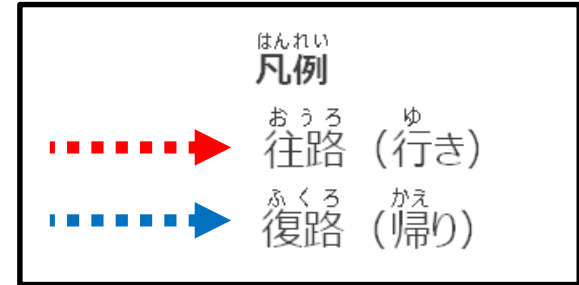 はんれい
凡例
おうろ ゆ
往路（行き）
ふくろ かえ
復路（帰り）